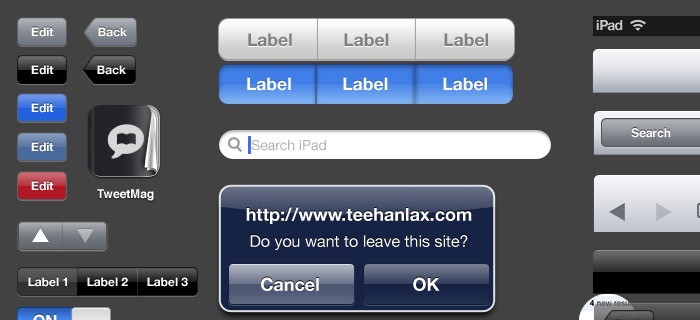 Edit
Back
Edit
Back
Edit
Edit
Edit
TweetMag
Label 1
Label 2
Label 3
ON
Label
Label
Label
Label
Label
Label
Search iPad
http://www.teehanlax.com
Do you want to leave this site?
Cancel
OK
iPad
Search
4 new resu